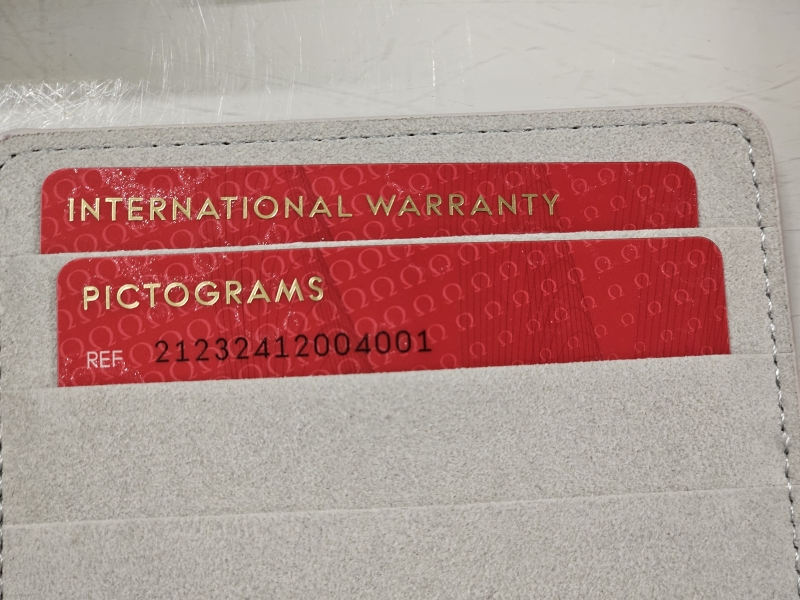 INTERNATIONAL WARRANTY
PICTOGRAMS
REF. 21232412004001